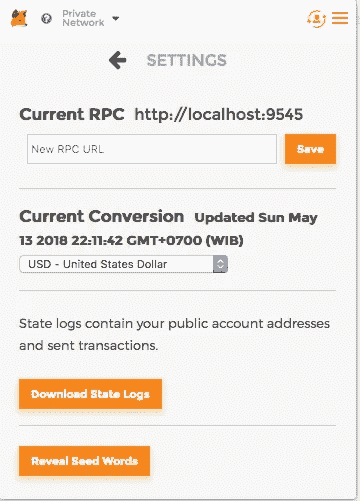 Private
Network
SETTINGS
Current RPC http://localhost:9545
New RPC URL
Save
Current Conversion Updated Sun May
13 2018 22:11:42 GMT+0700 (WIB)
USD - United States Dollar
State logs contain your public account addresses
and sent transactions.
Download State Logs
Reveal Seed Words